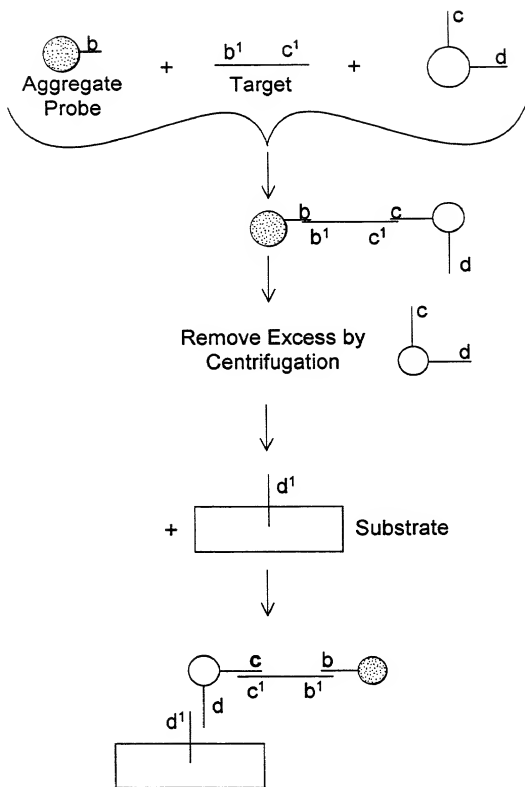 b + b¹ c¹ + c d
Aggregate Probe
Target
b c
b¹ c¹
d
Remove Excess by Centrifugation
c
d
d¹
+ Substrate
c b
c¹ b¹
d
d¹